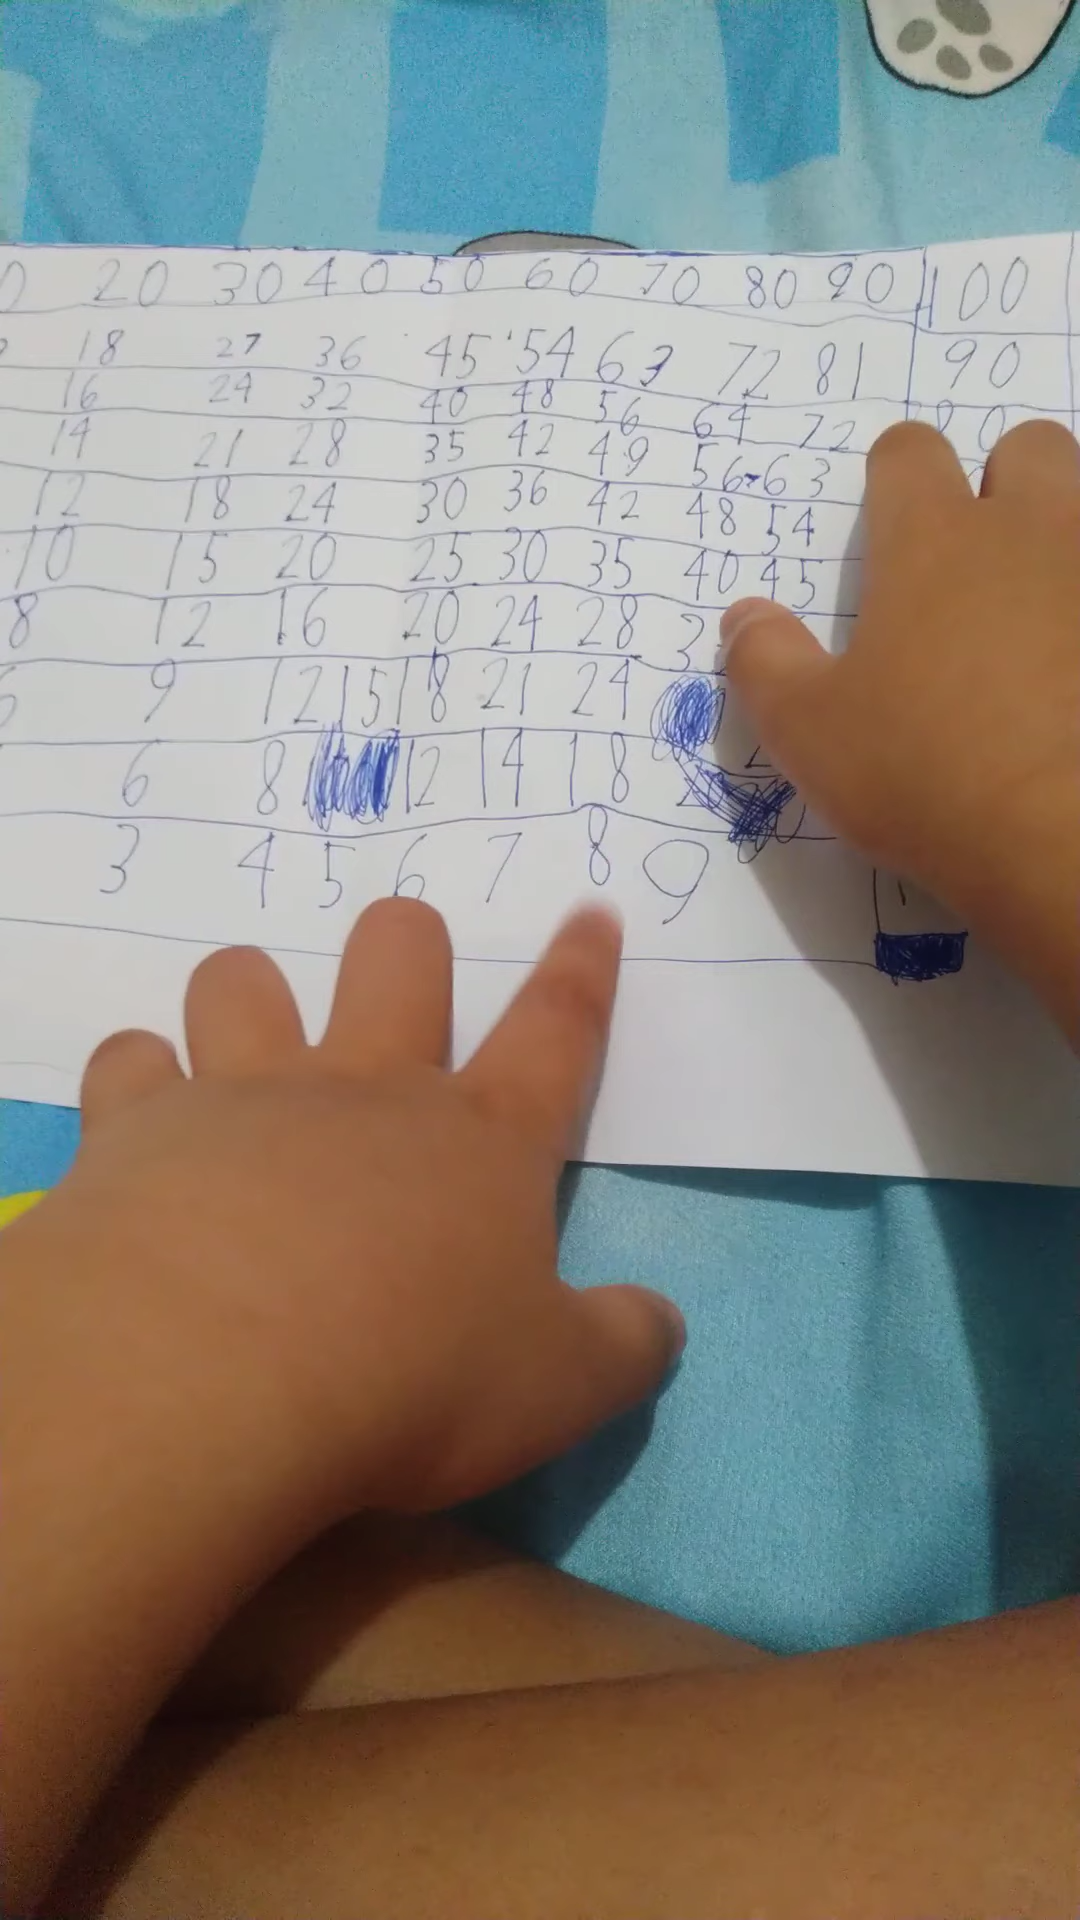 0 20 30 40 50 60 70 80 90 100
18 27 36 45 54 63 72 81 90
16 24 32 40 48 56 64 72 80
14 21 28 35 42 49 56 63
12 18 24 30 36 42 48 54
10 15 20 25 30 35 40 45
8 12 16 20 24 28
9 12 15 18 21 24
6 8 12 14 18
3 4 5 6 7 8 9